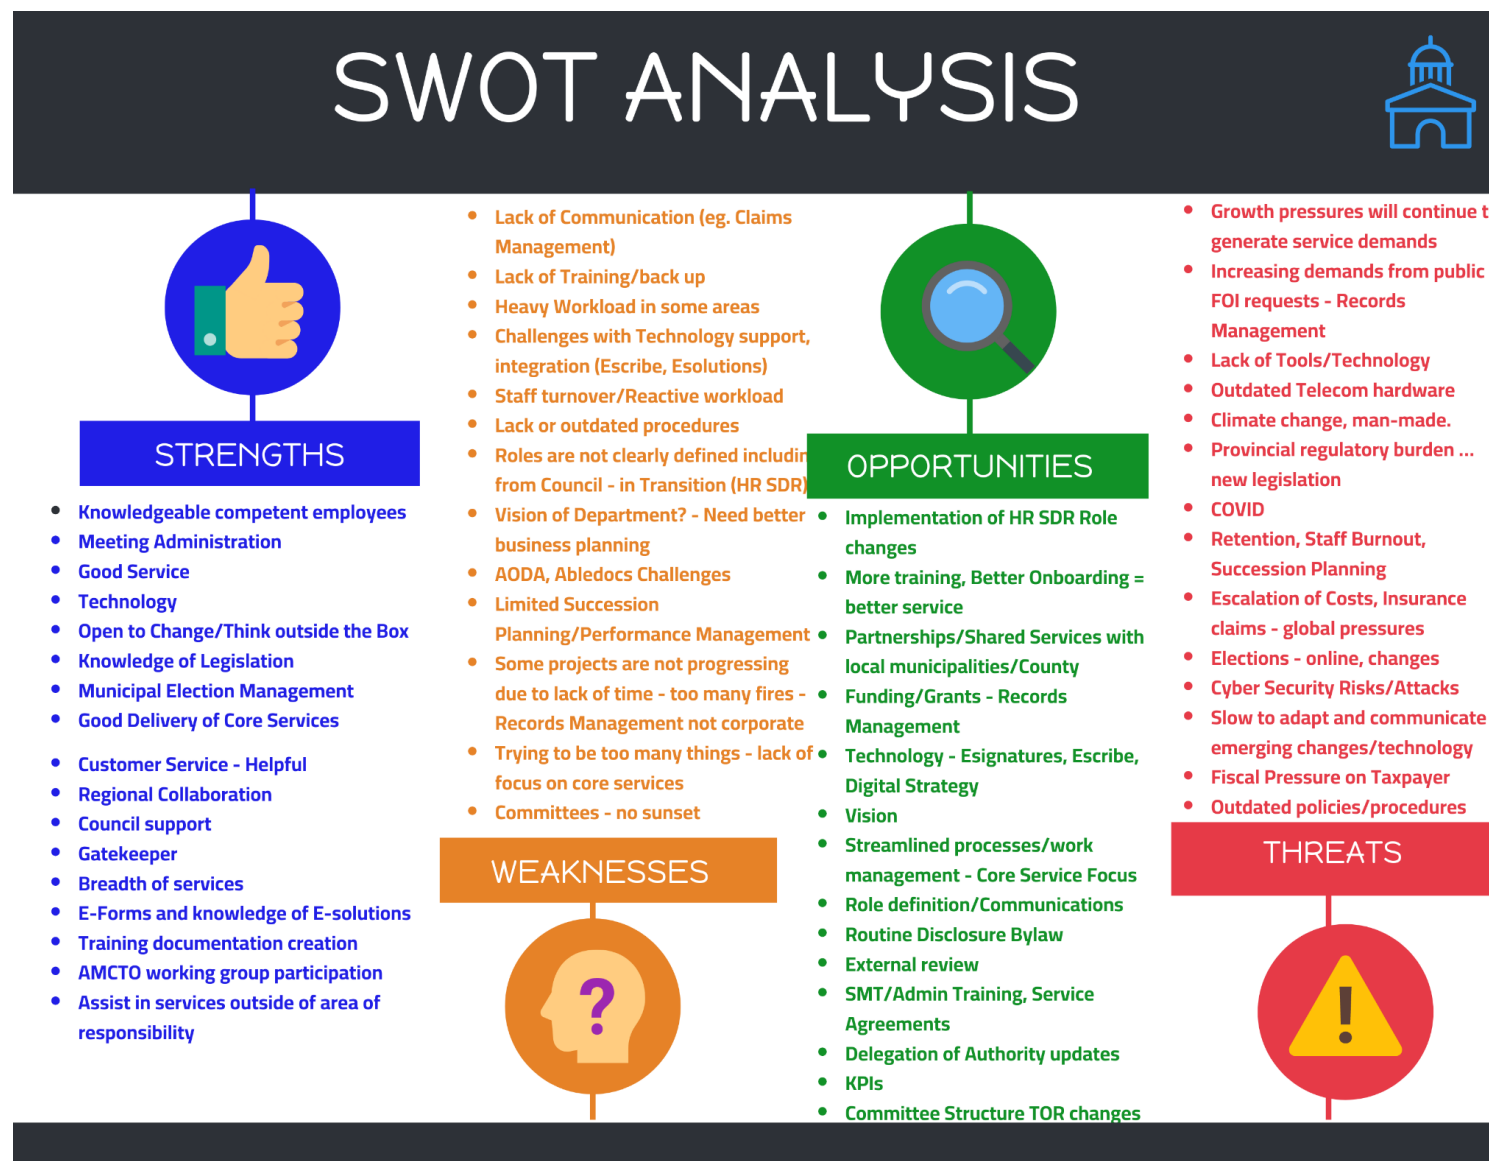 SWOT ANALYSIS
STRENGTHS
• Knowledgeable competent employees
• Meeting Administration
• Good Service
• Technology
• Open to Change/Think outside the Box
• Knowledge of Legislation
• Municipal Election Management
• Good Delivery of Core Services
• Customer Service - Helpful
• Regional Collaboration
• Council support
• Gatekeeper
• Breadth of services
• E-Forms and knowledge of E-solutions
• Training documentation creation
• AMCTO working group participation
• Assist in services outside of area of
responsibility
• Lack of Communication (eg. Claims
Management)
• Lack of Training/back up
• Heavy Workload in some areas
• Challenges with Technology support,
integration (Escribe, Esolutions)
• Staff turnover/Reactive workload
• Lack or outdated procedures
• Roles are not clearly defined includin
from Council - in Transition (HR SDR)
• Vision of Department? - Need better
business planning
• AODA, Abledocs Challenges
• Limited Succession
Planning/Performance Management
• Some projects are not progressing
due to lack of time - too many fires -
Records Management not corporate
• Trying to be too many things - lack of
focus on core services
• Committees - no sunset
WEAKNESSES
?
OPPORTUNITIES
• Implementation of HR SDR Role
changes
• More training, Better Onboarding =
better service
• Partnerships/Shared Services with
local municipalities/County
• Funding/Grants - Records
Management
• Technology - Esignatures, Escribe,
Digital Strategy
• Vision
• Streamlined processes/work
management - Core Service Focus
• Role definition/Communications
• Routine Disclosure Bylaw
• External review
• SMT/Admin Training, Service
Agreements
• Delegation of Authority updates
• KPIs
• Committee Structure TOR changes
• Growth pressures will continue t
generate service demands
• Increasing demands from public
FOI requests - Records
Management
• Lack of Tools/Technology
• Outdated Telecom hardware
• Climate change, man-made.
• Provincial regulatory burden ...
new legislation
• COVID
• Retention, Staff Burnout,
Succession Planning
• Escalation of Costs, Insurance
claims - global pressures
• Elections - online, changes
• Cyber Security Risks/Attacks
• Slow to adapt and communicate
emerging changes/technology
• Fiscal Pressure on Taxpayer
• Outdated policies/procedures
THREATS
!